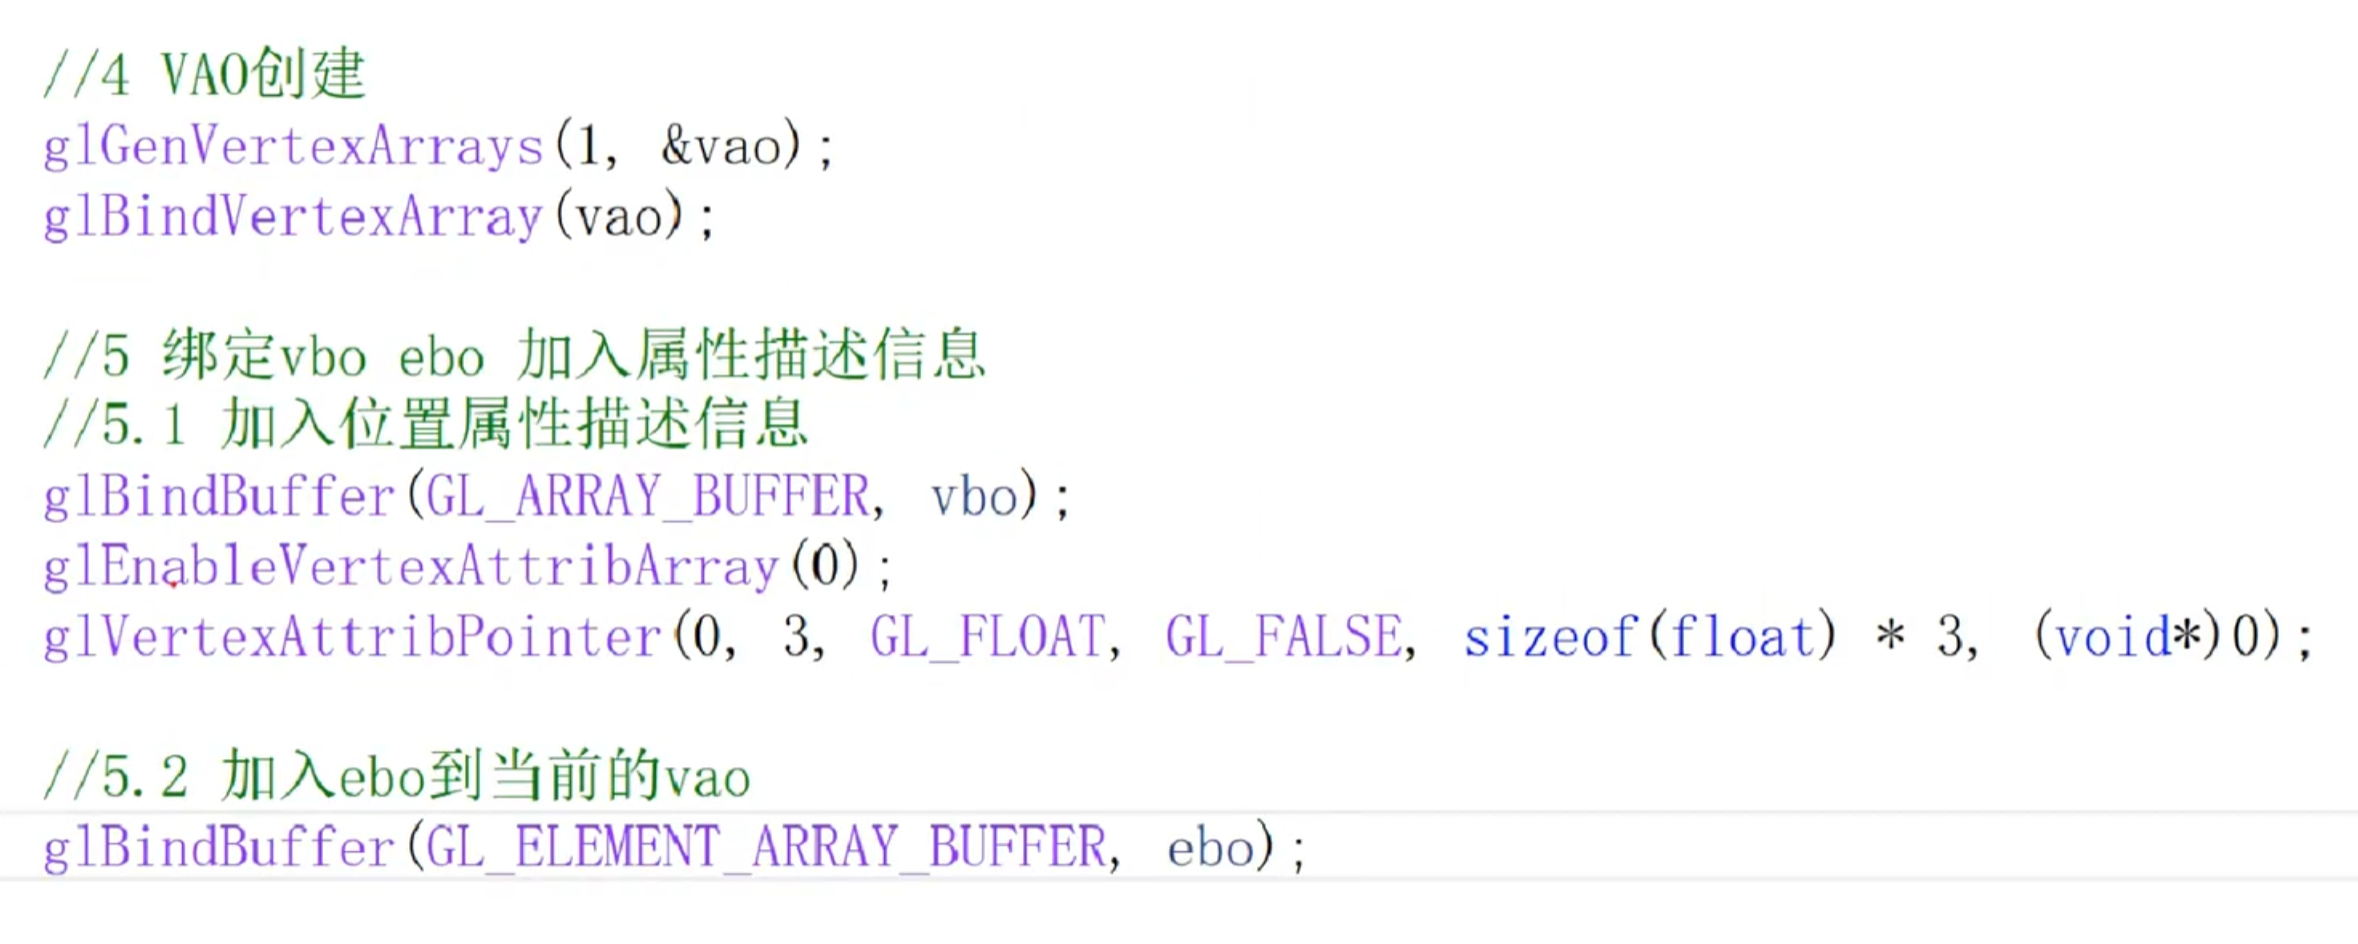 //4 VAO创建
glGenVertexArrays(1, &vao);
glBindVertexArray(vao);
//5 绑定vbo ebo 加入属性描述信息
//5.1 加入位置属性描述信息
glBindBuffer(GL_ARRAY_BUFFER, vbo);
glEnableVertexAttribArray(0);
glVertexAttribPointer(0, 3, GL_FLOAT, GL_FALSE, sizeof(float) * 3, (void*)0);
//5.2 加入ebo到当前的vao
glBindBuffer(GL_ELEMENT_ARRAY_BUFFER, ebo);